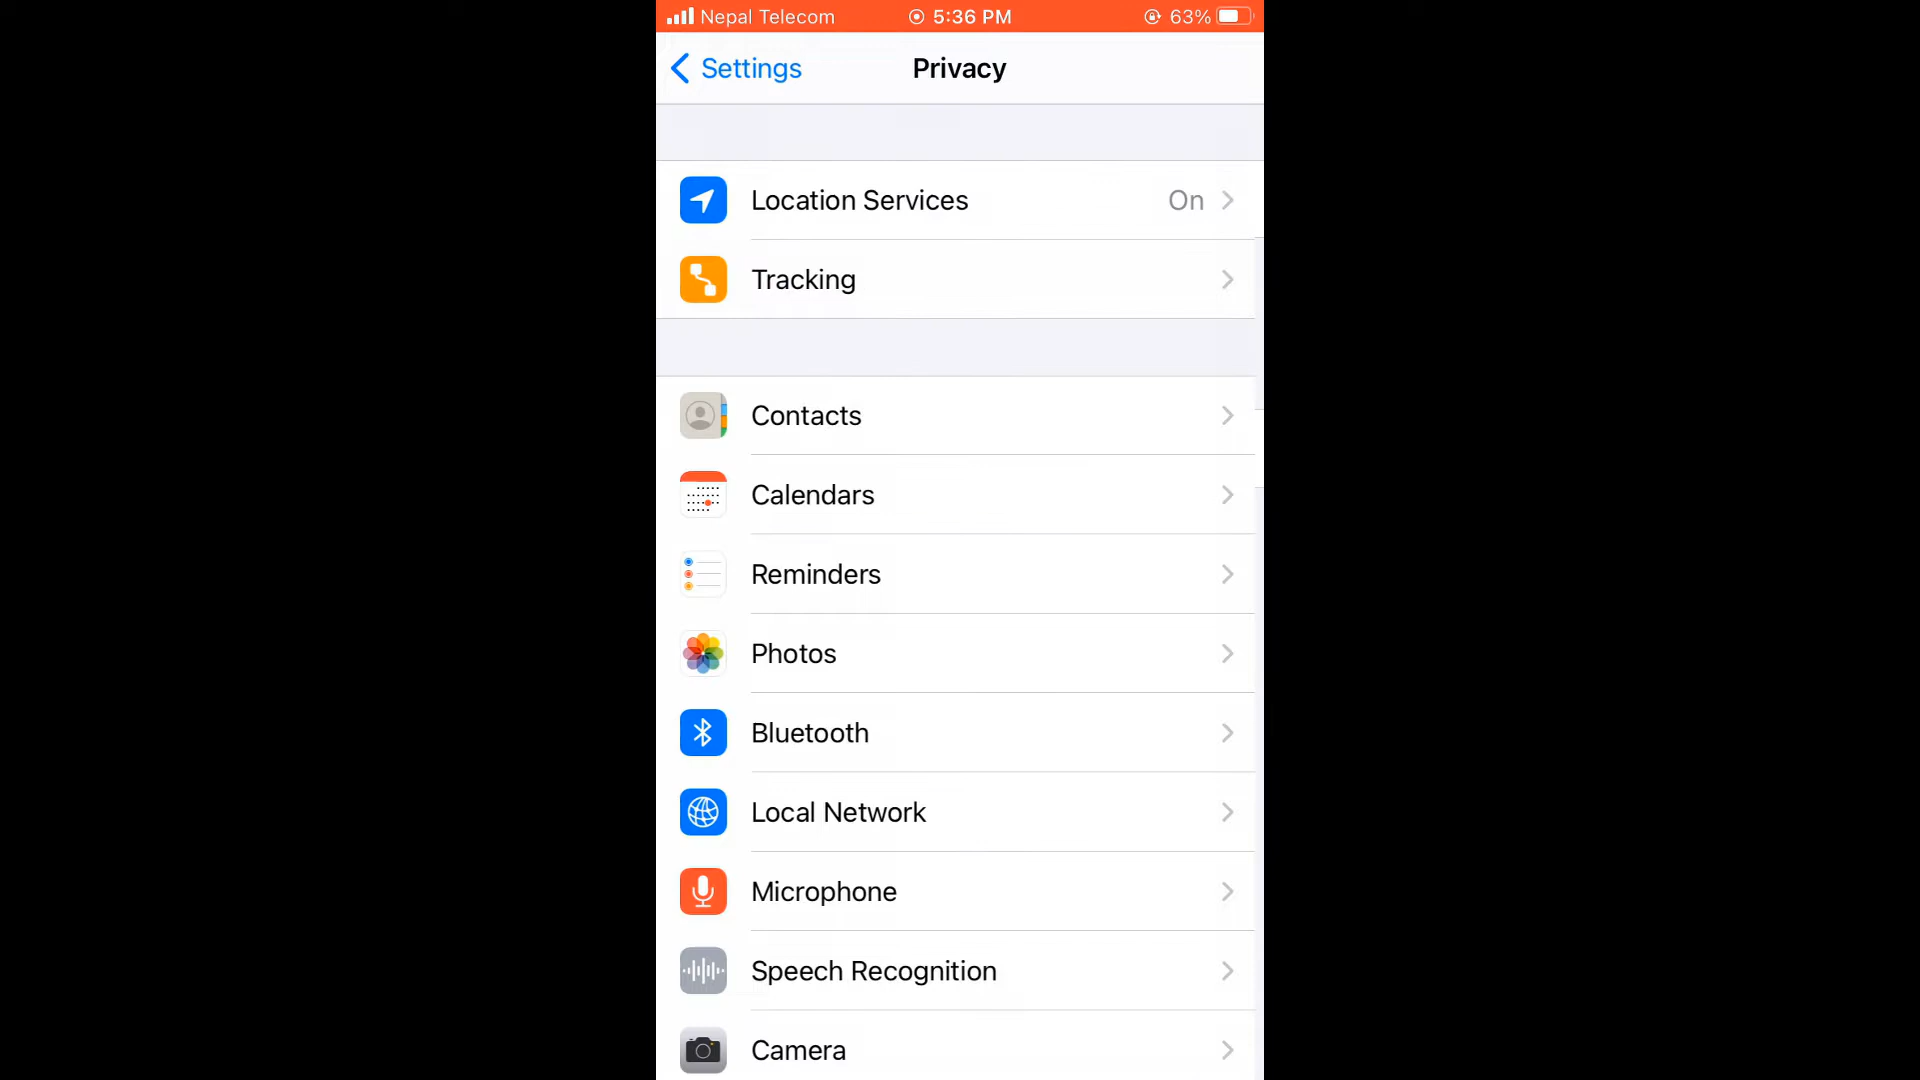 Nepal Telecom 5:36 PM 63%
Settings Privacy
Location Services On
Tracking
Contacts
Calendars
Reminders
Photos
Bluetooth
Local Network
Microphone
Speech Recognition
Camera